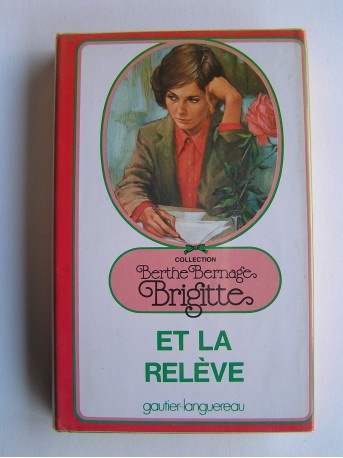 COLLECTION
Berthe Bernage
Brigitte
ET LA
RELÈVE
gautier-languereau